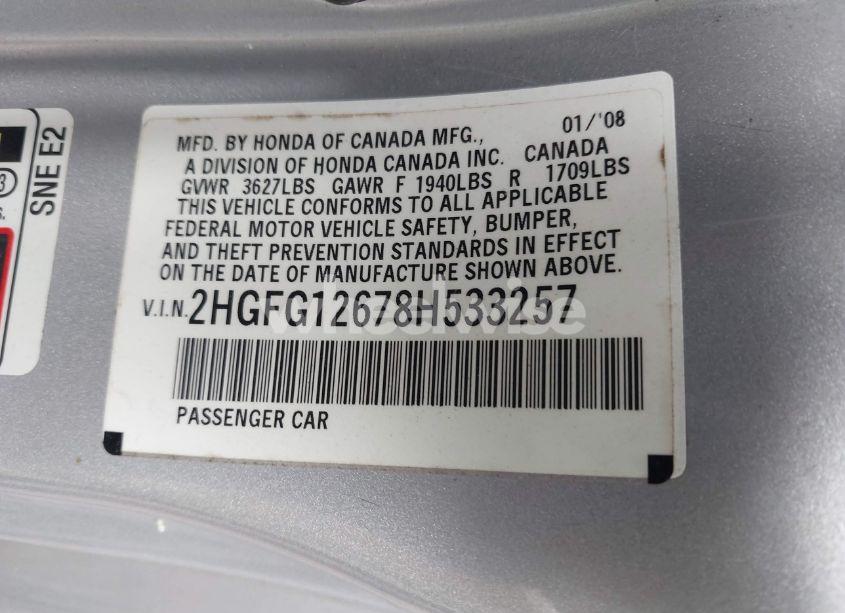 SNE E2
01/'08
MFD. BY HONDA OF CANADA MFG.,
A DIVISION OF HONDA CANADA INC. CANADA
GVWR 3627LBS GAWR F 1940LBS R 1709LBS
THIS VEHICLE CONFORMS TO ALL APPLICABLE
FEDERAL MOTOR VEHICLE SAFETY, BUMPER,
AND THEFT PREVENTION STANDARDS IN EFFECT
ON THE DATE OF MANUFACTURE SHOWN ABOVE.
V.I.N. 2HGFG12678H533257
wheelwise
PASSENGER CAR